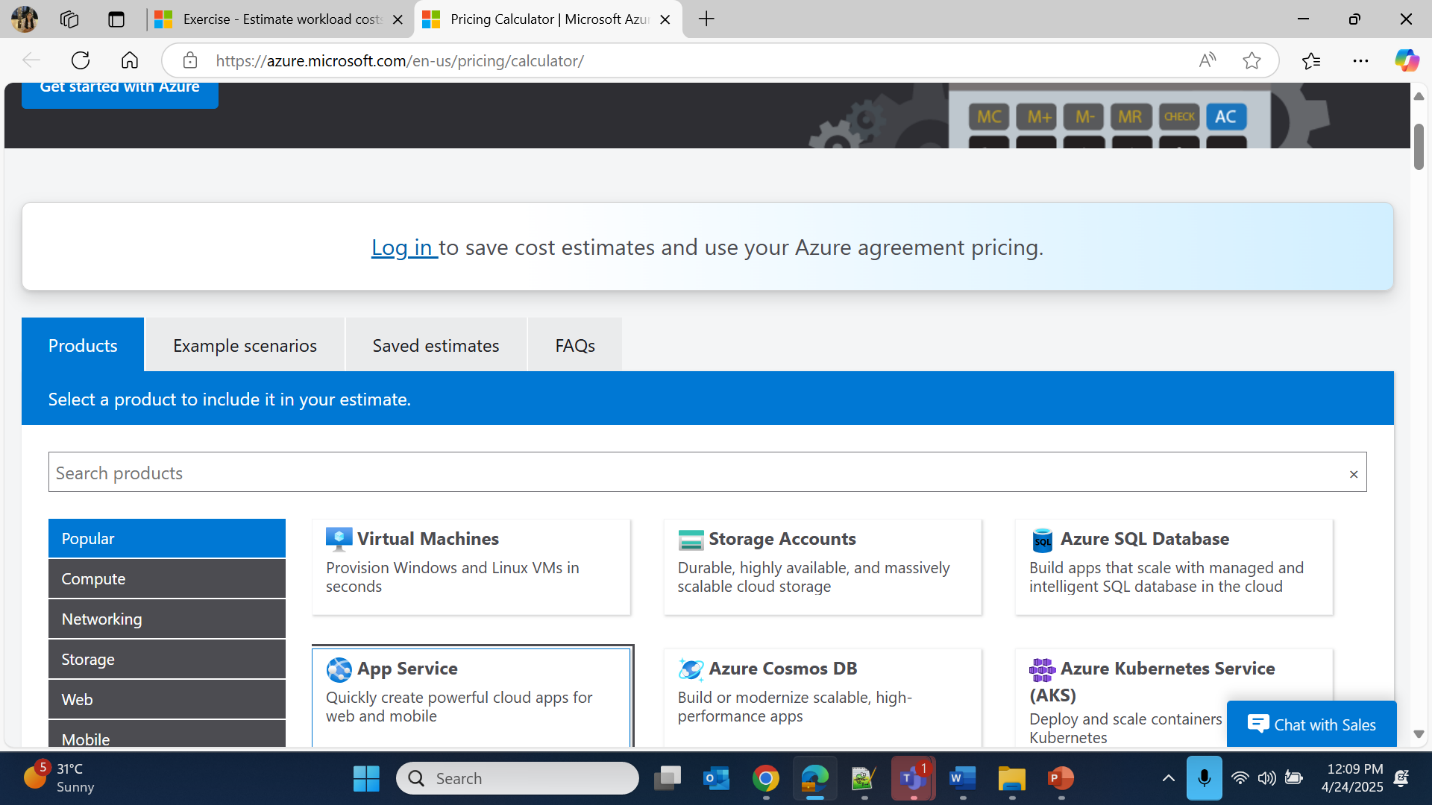 Exercise - Estimate workload costs
Pricing Calculator | Microsoft Azu
https://azure.microsoft.com/en-us/pricing/calculator/
Get started with Azure
MC M+ M- MR CHECK AC
Log in to save cost estimates and use your Azure agreement pricing.
Products
Example scenarios
Saved estimates
FAQs
Select a product to include it in your estimate.
Search products
Popular
Compute
Networking
Storage
Web
Mobile
Virtual Machines
Provision Windows and Linux VMs in
seconds
Storage Accounts
Durable, highly available, and massively
scalable cloud storage
SQL
Azure SQL Database
Build apps that scale with managed and
intelligent SQL database in the cloud
App Service
Quickly create powerful cloud apps for
web and mobile
Azure Cosmos DB
Build or modernize scalable, high-
performance apps
Azure Kubernetes Service
(AKS)
Deploy and scale containers
Kubernetes
Chat with Sales
5
31°C
Sunny
Search
1
12:09 PM
4/24/2025